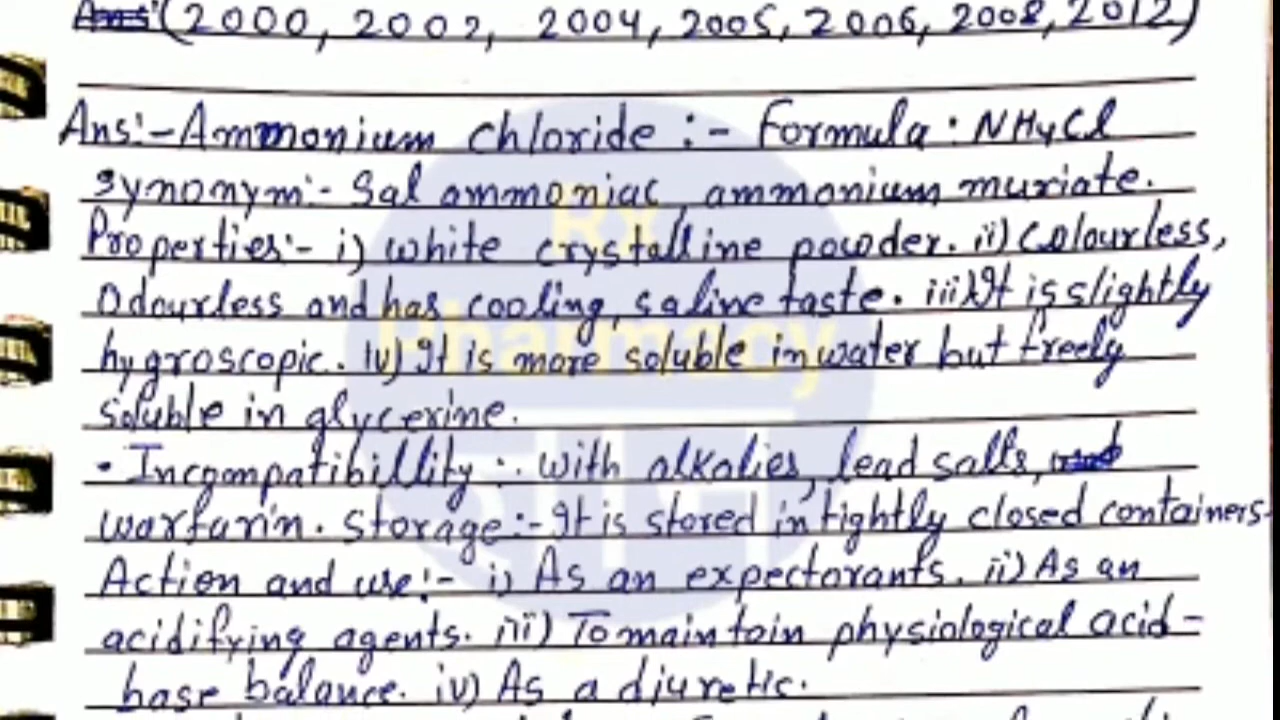 Ans:- (2000, 2002, 2004, 2005, 2006, 2008, 2012)
Ans:- Ammonium chloride :- Formula : NH4Cl
Synonym:- Sal ammoniac, ammonium muriate.
Properties:- i) white crystalline powder. ii) Colourless,
Odourless and has cooling, saline taste. iii) It is slightly
hygroscopic. iv) It is more soluble in water but freely
soluble in glycerine.
• Incompatibillity :. with alkalies, lead salts,
warfarin. Storage:- It is stored in tightly closed containers.
Action and use:- i) As an expectorants. ii) As an
acidifying agents. iii) To maintain physiological acid-
base balance. iv) As a diuretic.
Rx
Pharmacy